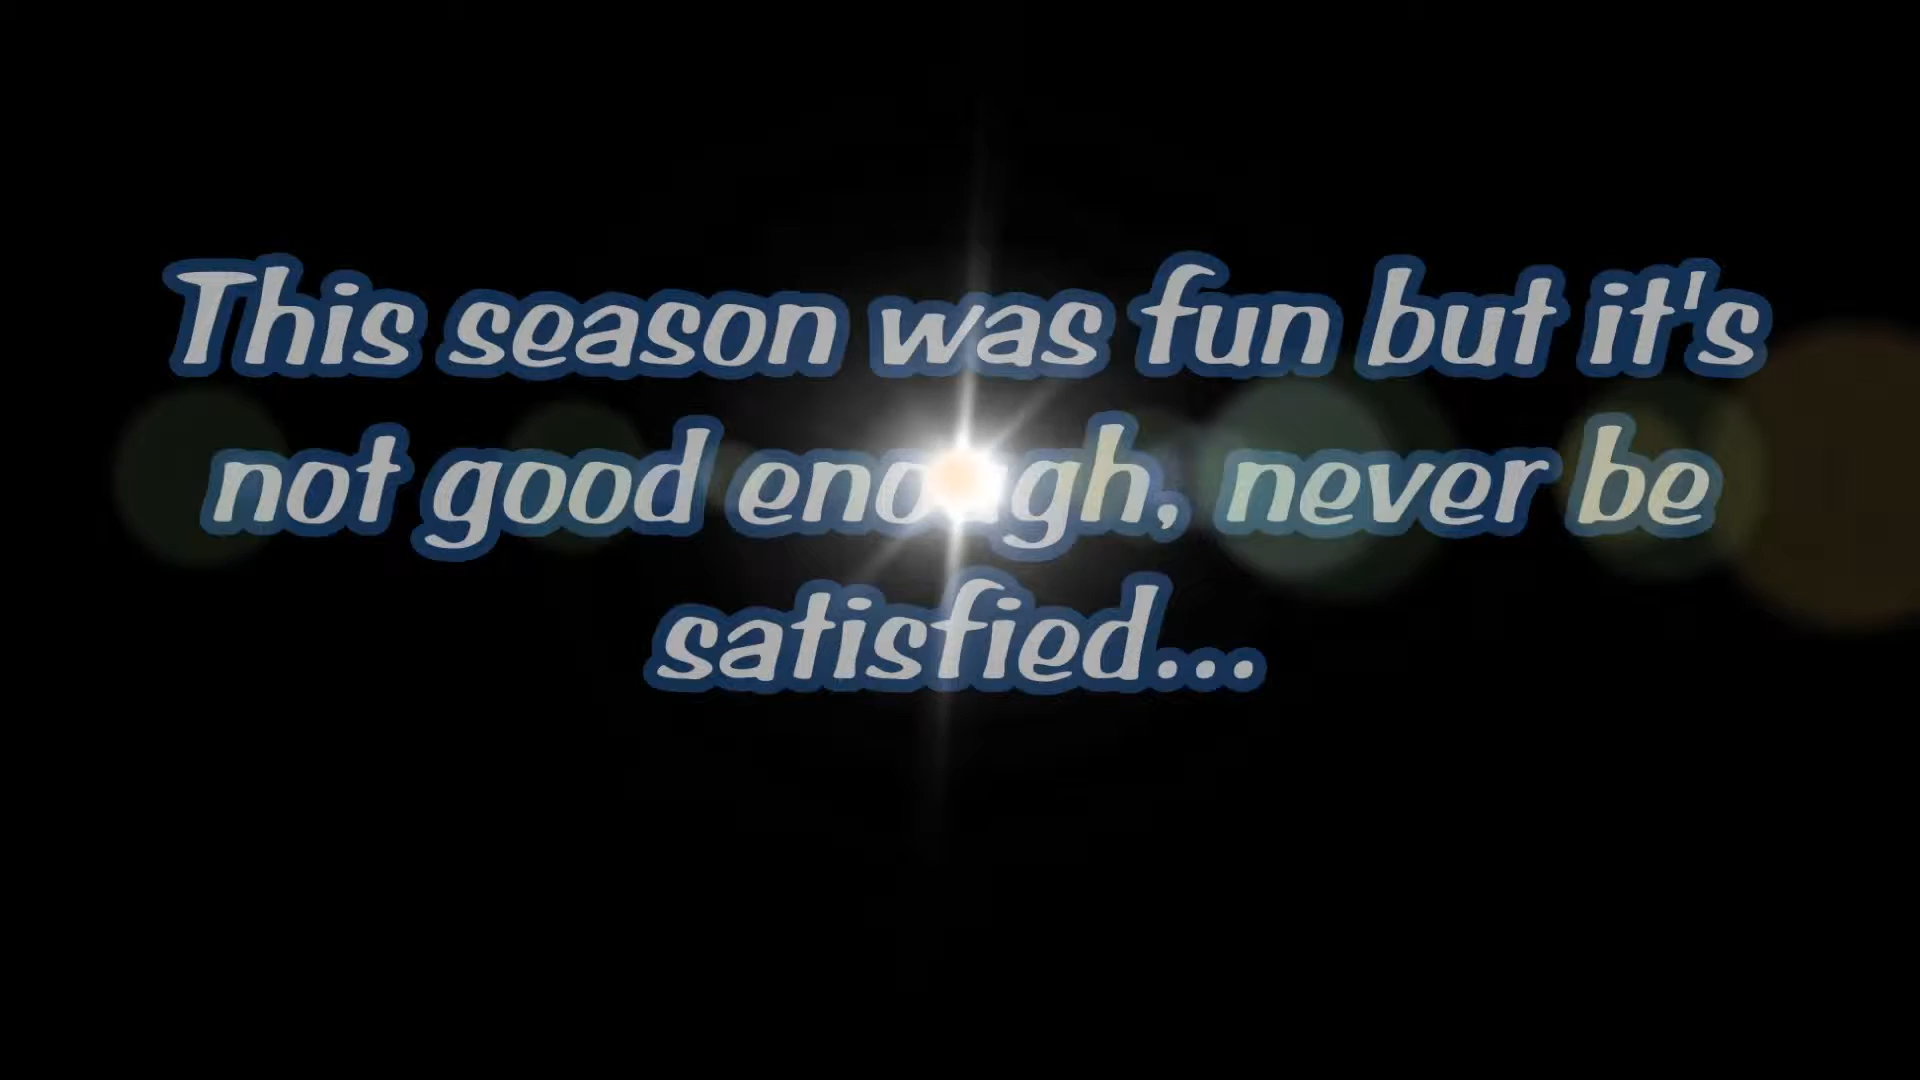 This season was fun but it's
not good enough, never be
satisfied...